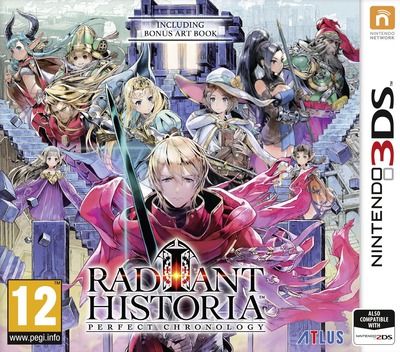 INCLUDING
BONUS ART BOOK
NINTENDO
NETWORK
NINTENDO 3DS
RADIANT
HISTORIA™
PERFECT CHRONOLOGY
12
www.pegi.info
ATLUS
ALSO
COMPATIBLE
WITH
NINTENDO 2DS